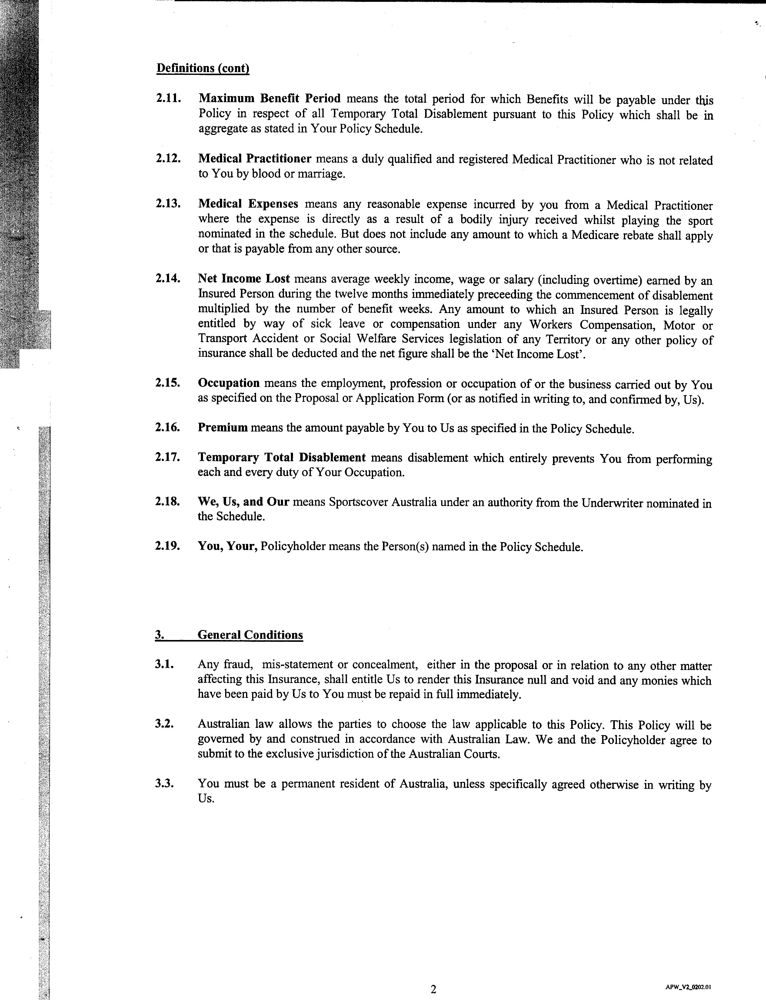 Definitions (cont)
2.11. Maximum Benefit Period means the total period for which Benefits will be payable under this
Policy in respect of all Temporary Total Disablement pursuant to this Policy which shall be in
aggregate as stated in Your Policy Schedule.
2.12. Medical Practitioner means a duly qualified and registered Medical Practitioner who is not related
to You by blood or marriage.
2.13. Medical Expenses means any reasonable expense incurred by you from a Medical Practitioner
where the expense is directly as a result of a bodily injury received whilst playing the sport
nominated in the schedule. But does not include any amount to which a Medicare rebate shall apply
or that is payable from any other source.
2.14. Net Income Lost means average weekly income, wage or salary (including overtime) earned by an
Insured Person during the twelve months immediately preceeding the commencement of disablement
multiplied by the number of benefit weeks. Any amount to which an Insured Person is legally
entitled by way of sick leave or compensation under any Workers Compensation, Motor or
Transport Accident or Social Welfare Services legislation of any Territory or any other policy of
insurance shall be deducted and the net figure shall be the ‘Net Income Lost’.
2.15. Occupation means the employment, profession or occupation of or the business carried out by You
as specified on the Proposal or Application Form (or as notified in writing to, and confirmed by, Us).
2.16. Premium means the amount payable by You to Us as specified in the Policy Schedule.
2.17. Temporary Total Disablement means disablement which entirely prevents You from performing
each and every duty of Your Occupation.
2.18. We, Us, and Our means Sportscover Australia under an authority from the Underwriter nominated in
the Schedule.
2.19. You, Your, Policyholder means the Person(s) named in the Policy Schedule.
3. General Conditions
3.1. Any fraud, mis-statement or concealment, either in the proposal or in relation to any other matter
affecting this Insurance, shall entitle Us to render this Insurance null and void and any monies which
have been paid by Us to You must be repaid in full immediately.
3.2. Australian law allows the parties to choose the law applicable to this Policy. This Policy will be
governed by and construed in accordance with Australian Law. We and the Policyholder agree to
submit to the exclusive jurisdiction of the Australian Courts.
3.3. You must be a permanent resident of Australia, unless specifically agreed otherwise in writing by
Us.
2
APW_V2_0202.01